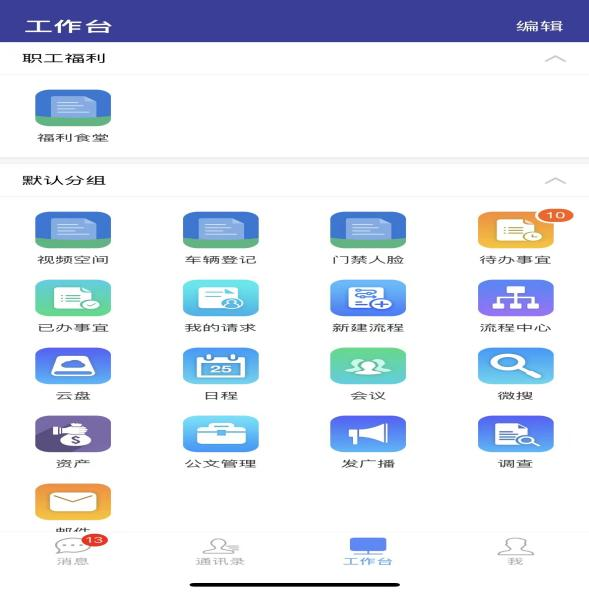 工作台 编辑
职工福利
福利食堂
默认分组
10
视频空间 车辆登记 门禁人脸 待办事宜
已办事宜 我的请求 新建流程 流程中心
25
云盘 日程 会议 微搜
$
资产 公文管理 发广播 调查
邮件
13
消息 通讯录 工作台 我